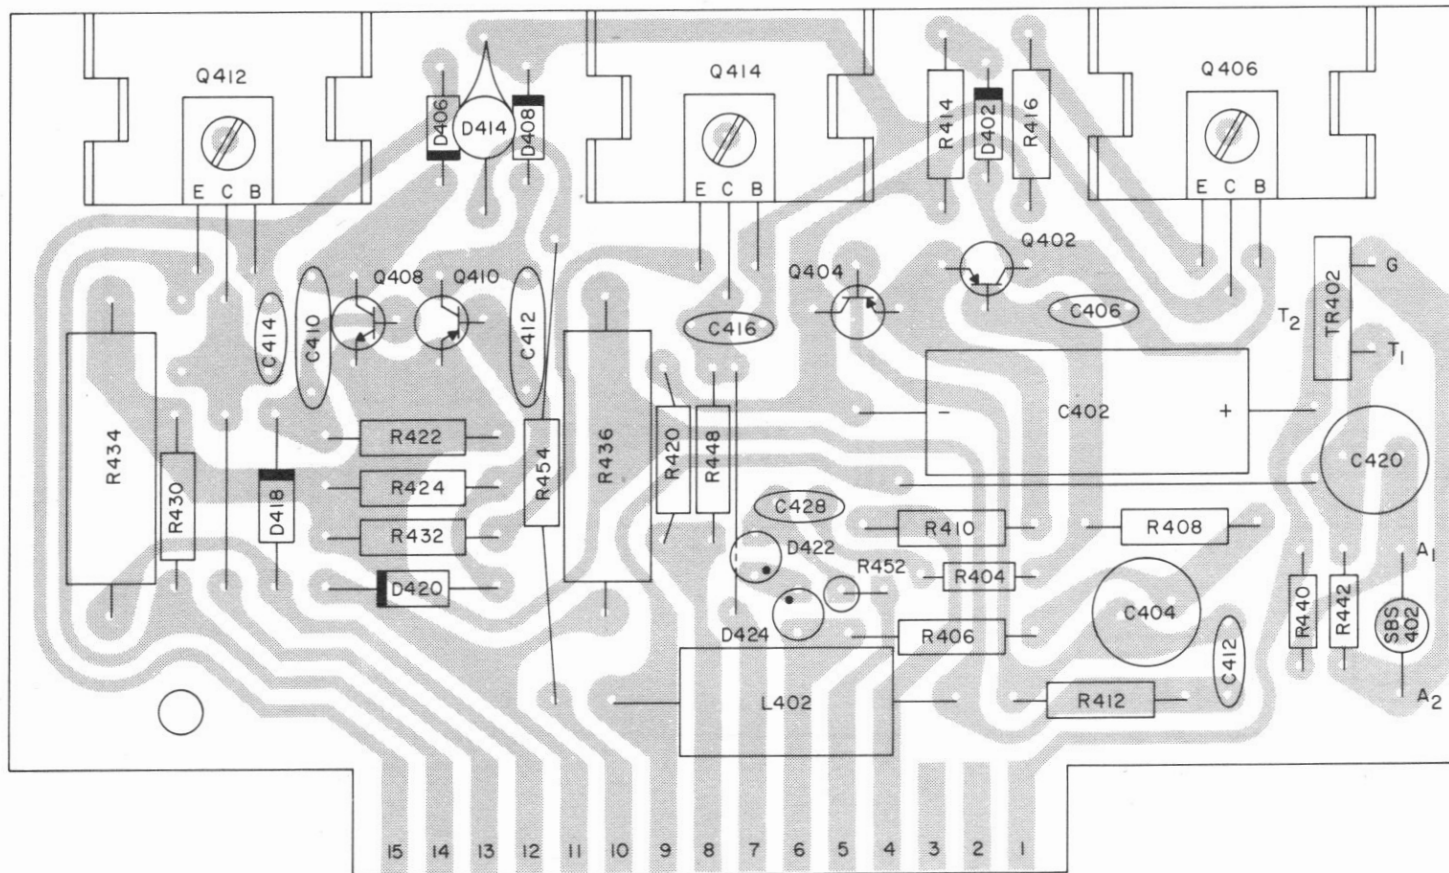 Q412
Q414
Q406
E C B
E C B
E C B
D406
D414
D408
R414
D402
R416
Q402
Q404
Q408
Q410
G
TR402
T2
T1
C414
C410
C412
C416
C406
C402
- +
R434
R422
R424
R432
D420
R430
D418
R454
R436
R420
R448
C420
C428
D422
R452
D424
R410
R408
R404
R406
C404
C412
R440
R442
A1
SBS
402
A2
L402
R412
15 14 13 12 11 10 9 8 7 6 5 4 3 2 1